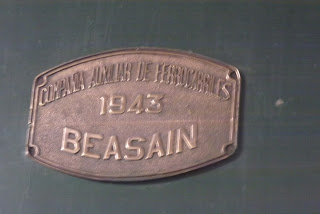 COMPAÑIA AUXILIAR DE FERROCARRILES
1943
BEASAIN